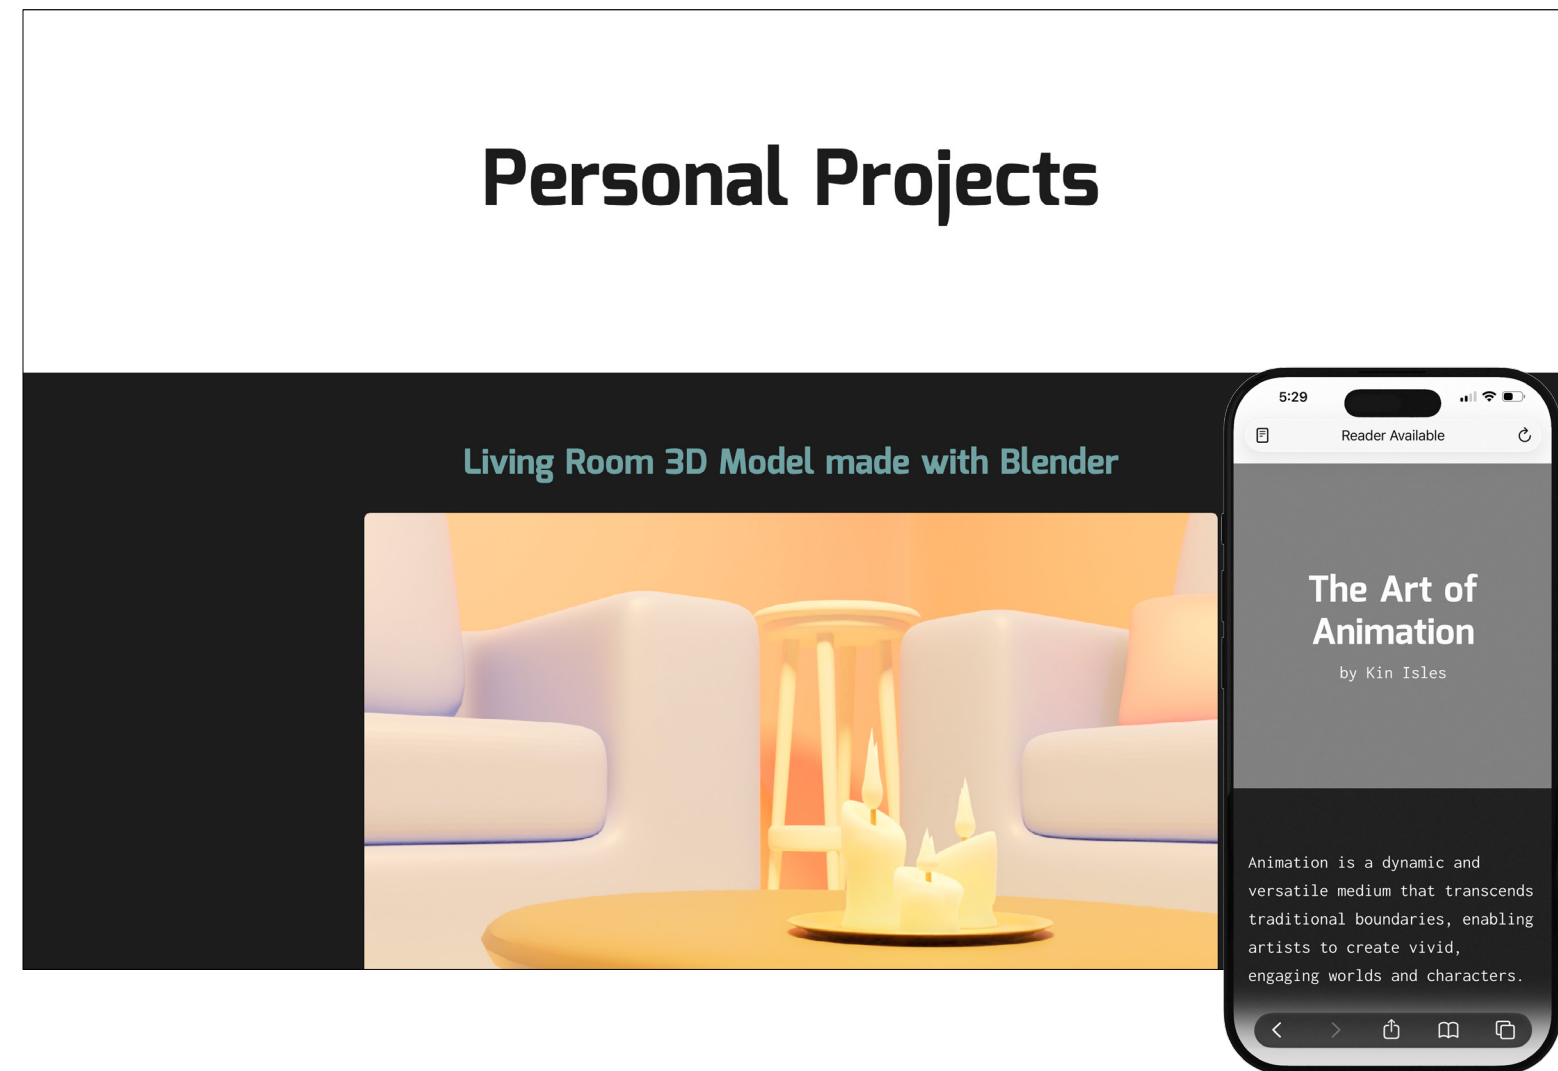 Personal Projects
Living Room 3D Model made with Blender
5:29
Reader Available
The Art of
Animation
by Kin Isles
Animation is a dynamic and
versatile medium that transcends
traditional boundaries, enabling
artists to create vivid,
engaging worlds and characters.